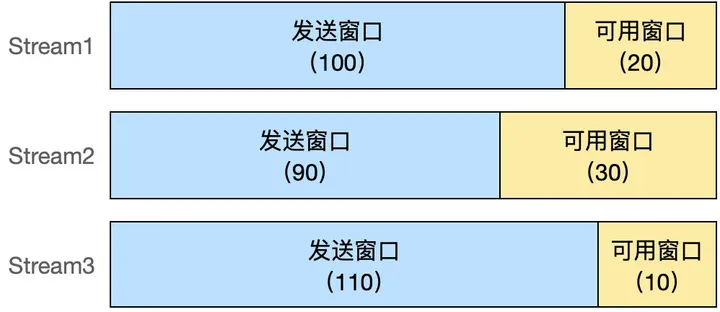 Stream1
发送窗口
（100）
可用窗口
（20）
Stream2
发送窗口
（90）
可用窗口
（30）
Stream3
发送窗口
（110）
可用窗口
（10）